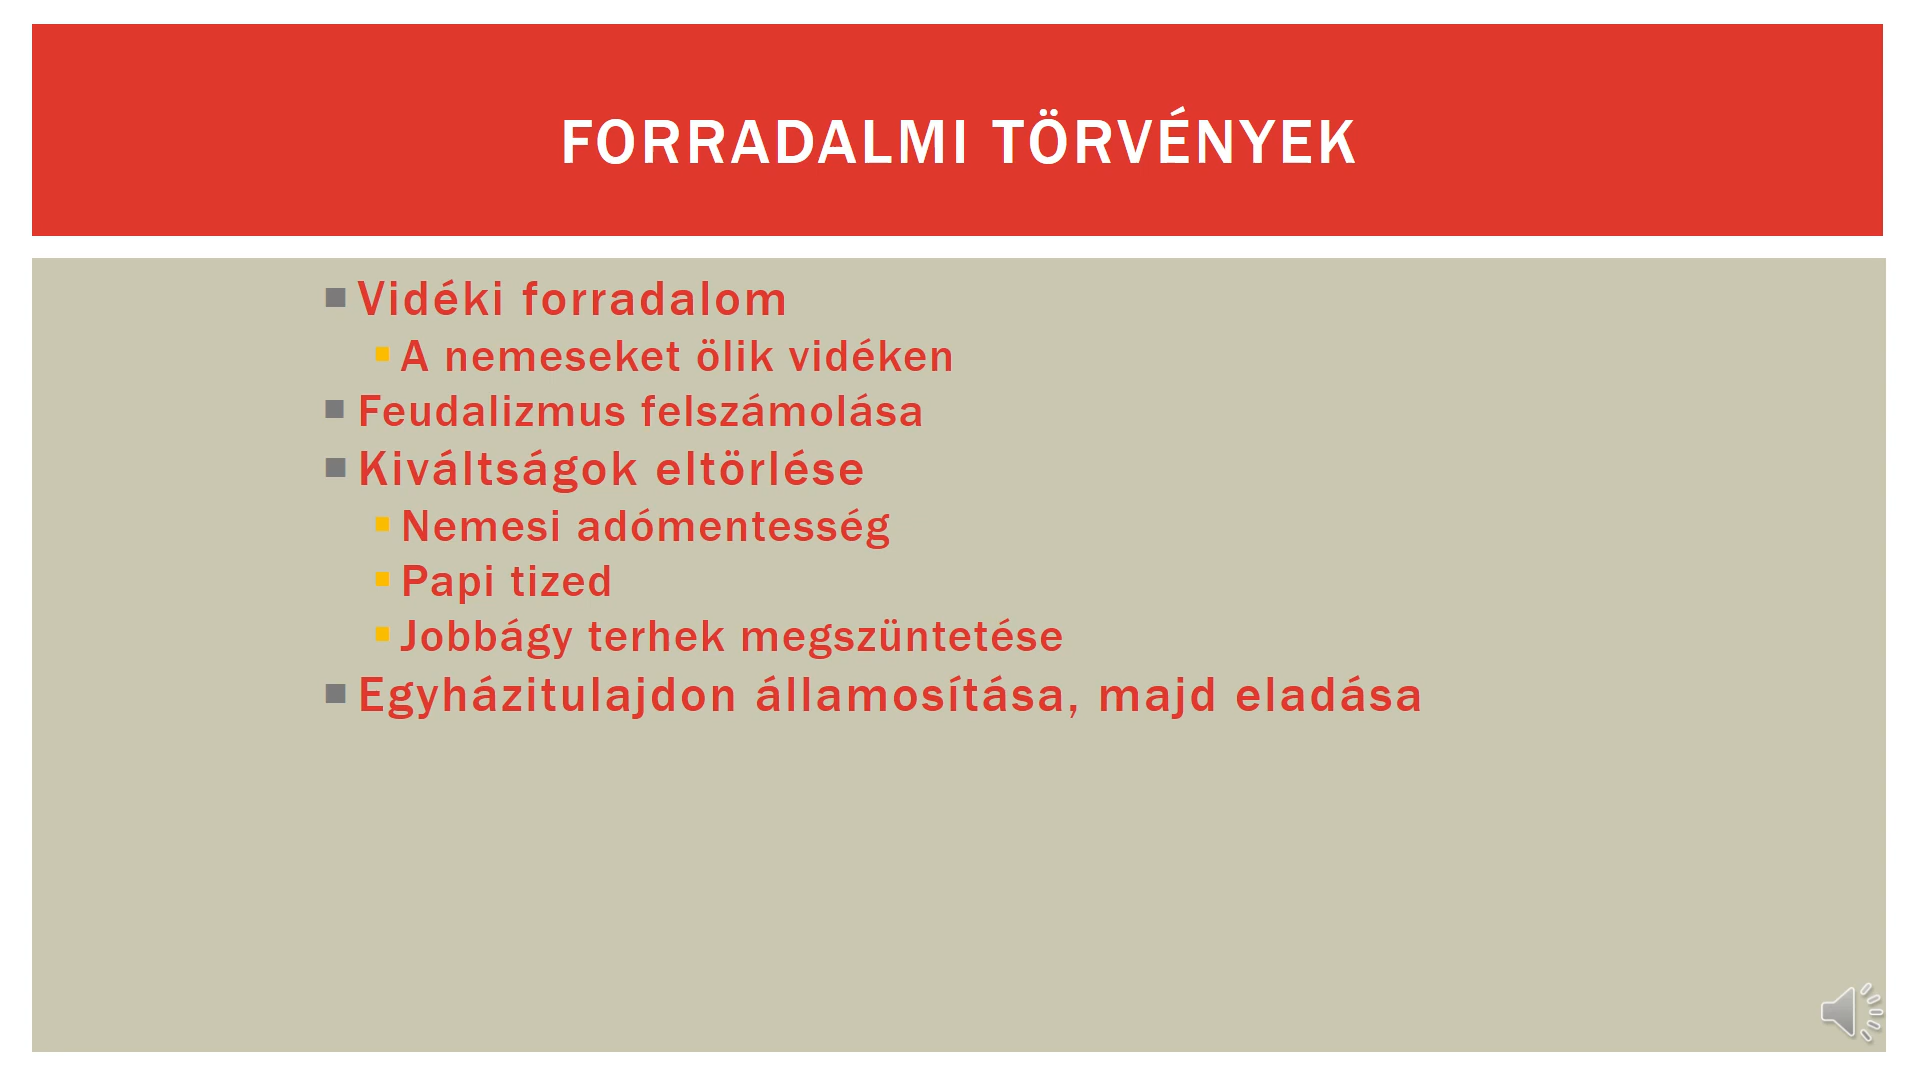 FORRADALMI TÖRVÉNYEK
Vidéki forradalom
A nemeseket ölik vidéken
Feudalizmus felszámolása
Kiváltságok eltörlése
Nemesi adómentesség
Papi tized
Jobbágy terhek megszüntetése
Egyházitulajdon államosítása, majd eladása